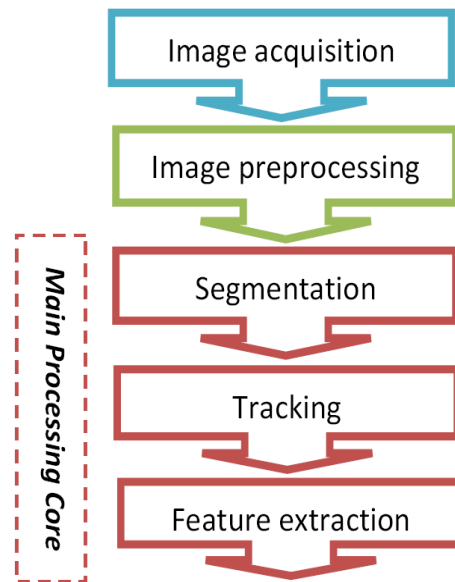 Image acquisition
Image preprocessing
Segmentation
Tracking
Feature extraction
Main Processing Core